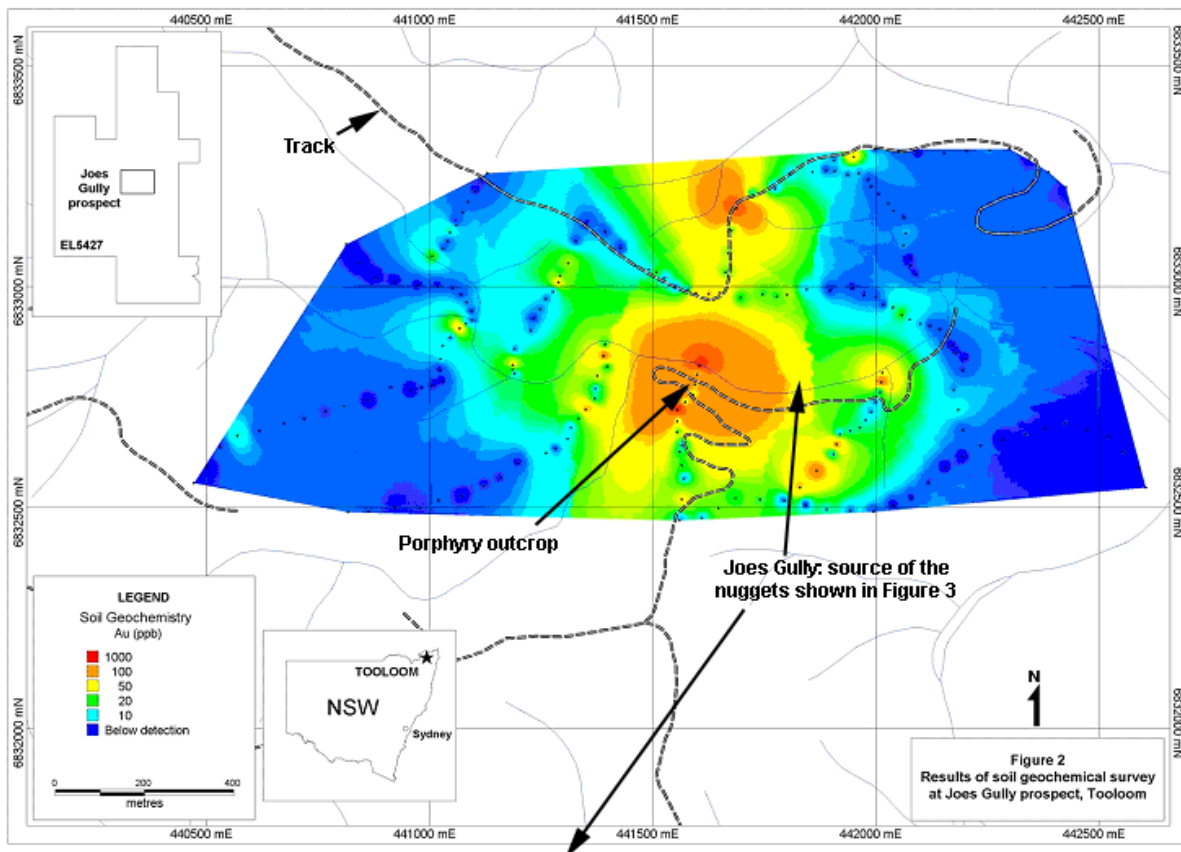 440500 mE
441000 mE
441500 mE
442000 mE
442500 mE
6833500 mN
6833500 mN
Track
Joes
Gully
prospect
EL5427
6833000 mN
6833000 mN
6832500 mN
6832500 mN
Porphyry outcrop
Joes Gully: source of the
nuggets shown in Figure 3
LEGEND
Soil Geochemistry
Au (ppb)
1000
100
50
20
10
Below detection
0 200 400
metres
TOOLOOM
NSW
Sydney
N
6832000 mN
6832000 mN
Figure 2
Results of soil geochemical survey
at Joes Gully prospect, Tooloom
440500 mE
441000 mE
441500 mE
442000 mE
442500 mE